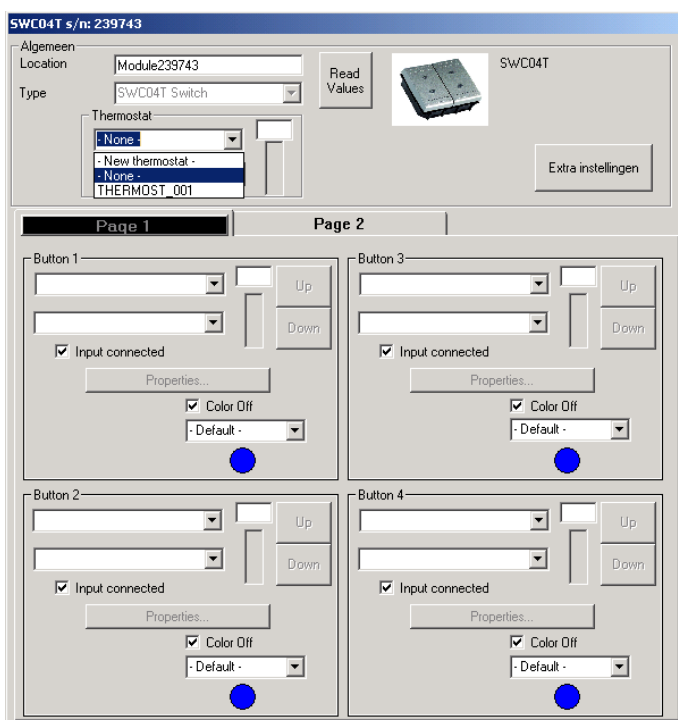 SWC04T s/n: 239743
Algemeen
Location
Module239743
Read
Values
SWC04T
Type
SWC04T Switch
Thermostat
- None -
- New thermostat -
- None -
THERMOST_001
Extra instellingen
Page 1
Page 2
Button 1
Up
Down
Input connected
Properties...
Color Off
- Default -
Button 3
Up
Down
Input connected
Properties...
Color Off
- Default -
Button 2
Up
Down
Input connected
Properties...
Color Off
- Default -
Button 4
Up
Down
Input connected
Properties...
Color Off
- Default -